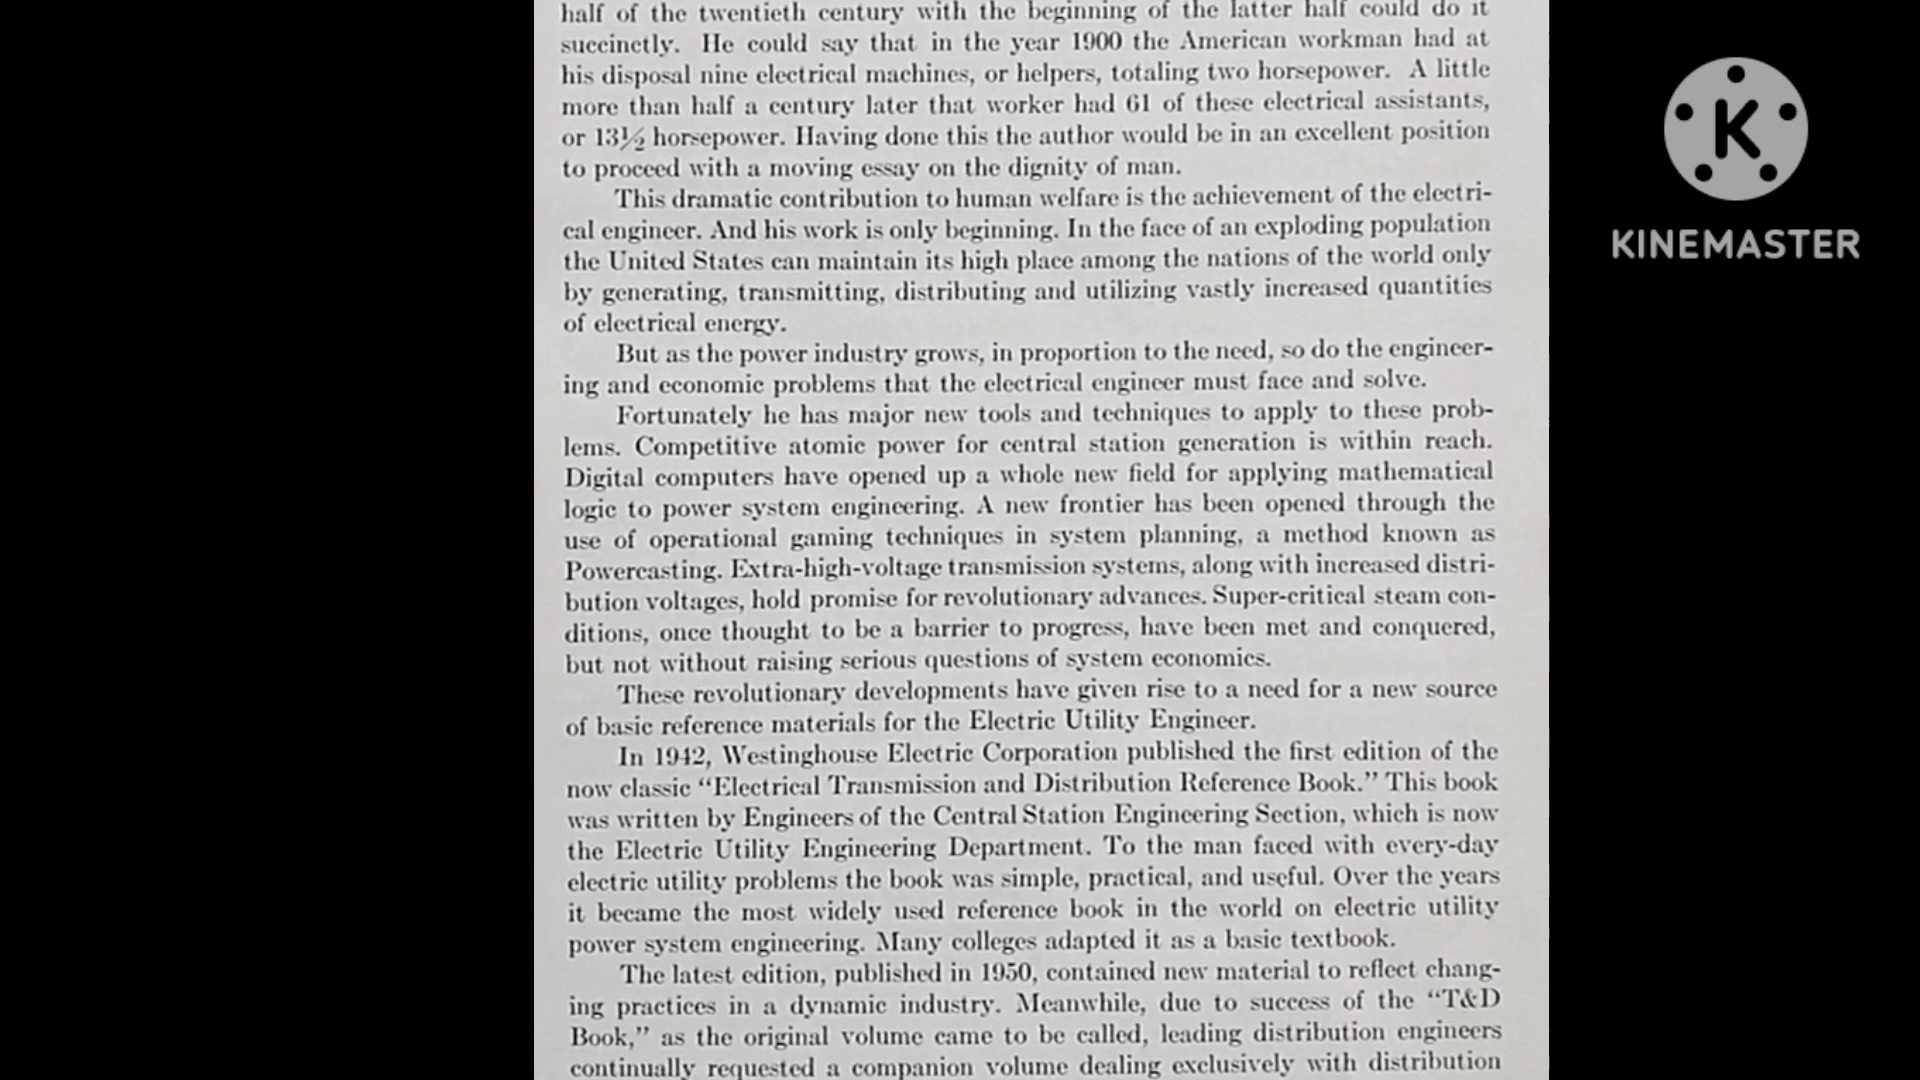 half of the twentieth century with the beginning of the latter half could do it
succinctly. He could say that in the year 1900 the American workman had at
his disposal nine electrical machines, or helpers, totaling two horsepower. A little
more than half a century later that worker had 61 of these electrical assistants,
or 13½ horsepower. Having done this the author would be in an excellent position
to proceed with a moving essay on the dignity of man.
This dramatic contribution to human welfare is the achievement of the electri-
cal engineer. And his work is only beginning. In the face of an exploding population
the United States can maintain its high place among the nations of the world only
by generating, transmitting, distributing and utilizing vastly increased quantities
of electrical energy.
But as the power industry grows, in proportion to the need, so do the engineer-
ing and economic problems that the electrical engineer must face and solve.
Fortunately he has major new tools and techniques to apply to these prob-
lems. Competitive atomic power for central station generation is within reach.
Digital computers have opened up a whole new field for applying mathematical
logic to power system engineering. A new frontier has been opened through the
use of operational gaming techniques in system planning, a method known as
Powercasting. Extra-high-voltage transmission systems, along with increased distri-
bution voltages, hold promise for revolutionary advances. Super-critical steam con-
ditions, once thought to be a barrier to progress, have been met and conquered,
but not without raising serious questions of system economics.
These revolutionary developments have given rise to a need for a new source
of basic reference materials for the Electric Utility Engineer.
In 1942, Westinghouse Electric Corporation published the first edition of the
now classic “Electrical Transmission and Distribution Reference Book.” This book
was written by Engineers of the Central Station Engineering Section, which is now
the Electric Utility Engineering Department. To the man faced with every-day
electric utility problems the book was simple, practical, and useful. Over the years
it became the most widely used reference book in the world on electric utility
power system engineering. Many colleges adapted it as a basic textbook.
The latest edition, published in 1950, contained new material to reflect chang-
ing practices in a dynamic industry. Meanwhile, due to success of the “T&D
Book,” as the original volume came to be called, leading distribution engineers
continually requested a companion volume dealing exclusively with distribution
K
KINEMASTER